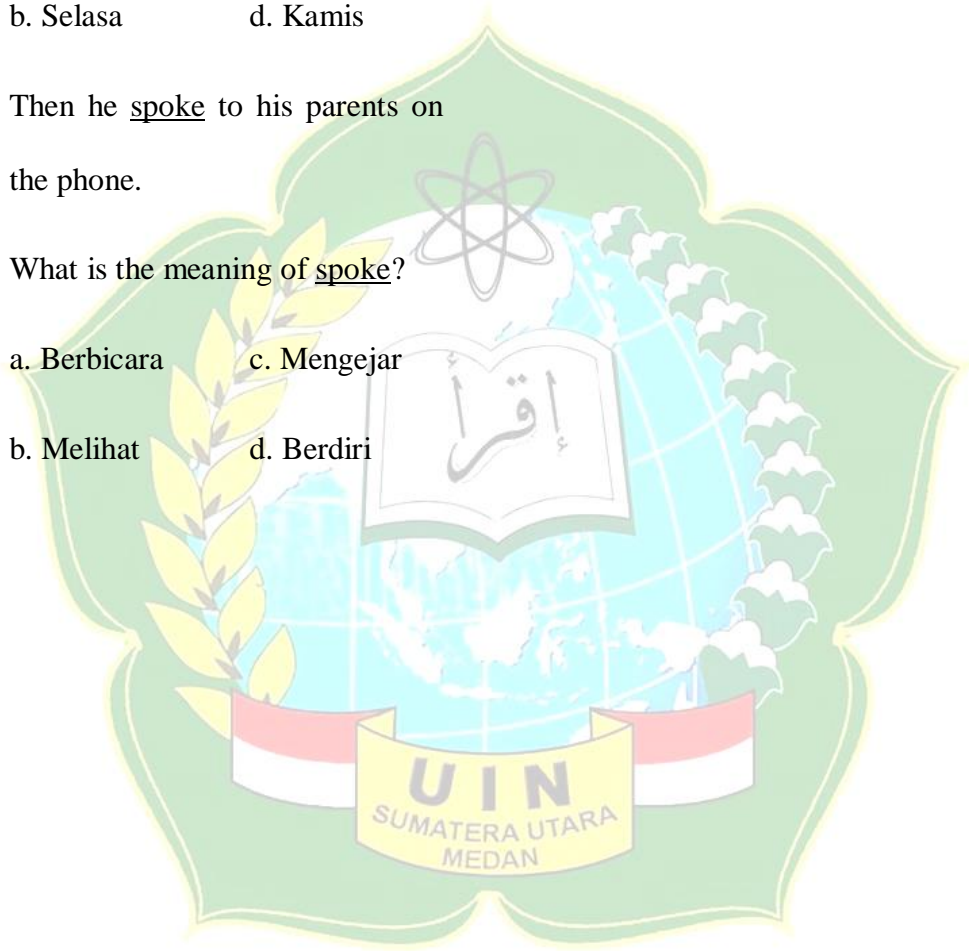 b. Selasa d. Kamis
Then he spoke to his parents on
the phone.
What is the meaning of spoke?
a. Berbicara c. Mengejar
b. Melihat d. Berdiri
إقرأ
UIN
SUMATERA UTARA
MEDAN